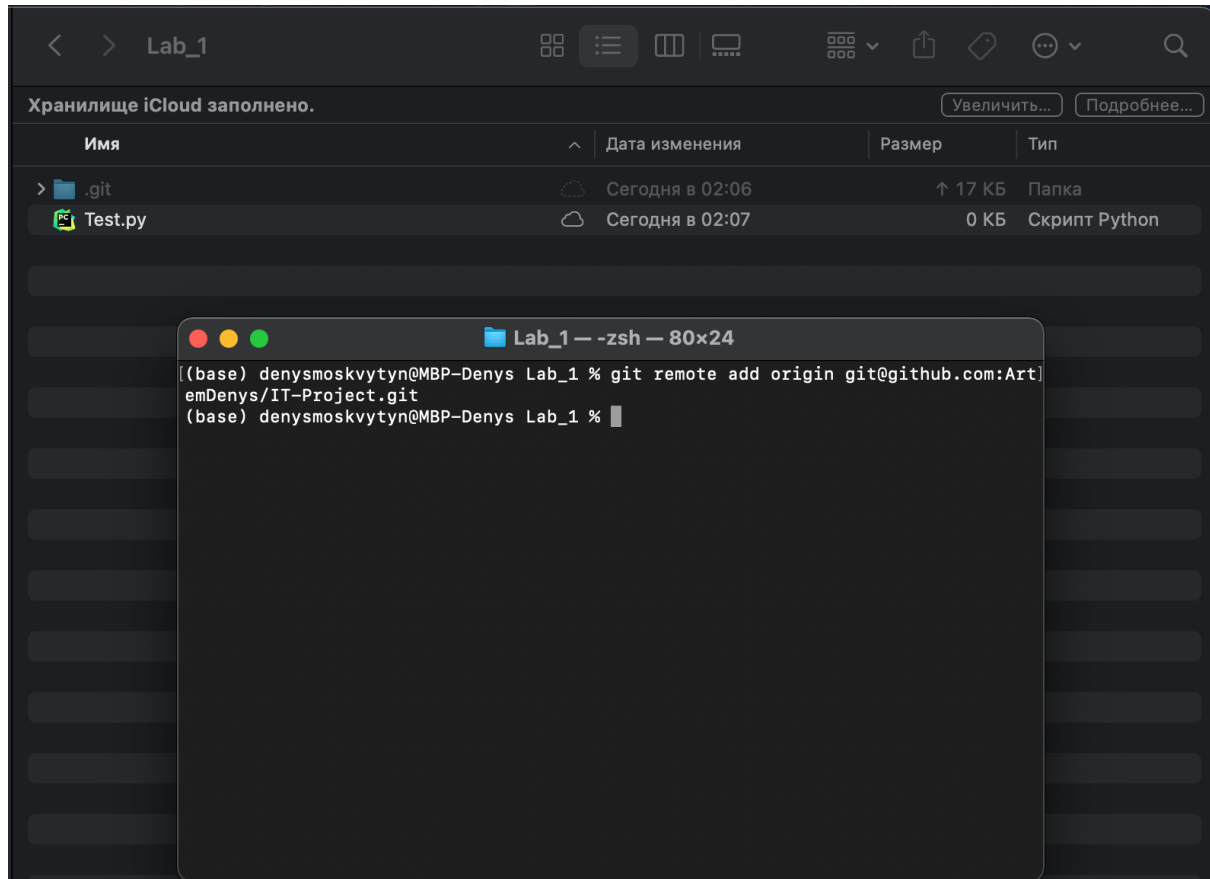 Lab_1
Хранилище iCloud заполнено.
Увеличить...
Подробнее...
Имя
Дата изменения
Размер
Тип
.git
Сегодня в 02:06
↑ 17 КБ
Папка
Test.py
Сегодня в 02:07
0 КБ
Скрипт Python
Lab_1 — -zsh — 80×24
[(base) denysmoskvytyn@MBP-Denys Lab_1 % git remote add origin git@github.com:Art]
emDenys/IT-Project.git
(base) denysmoskvytyn@MBP-Denys Lab_1 %